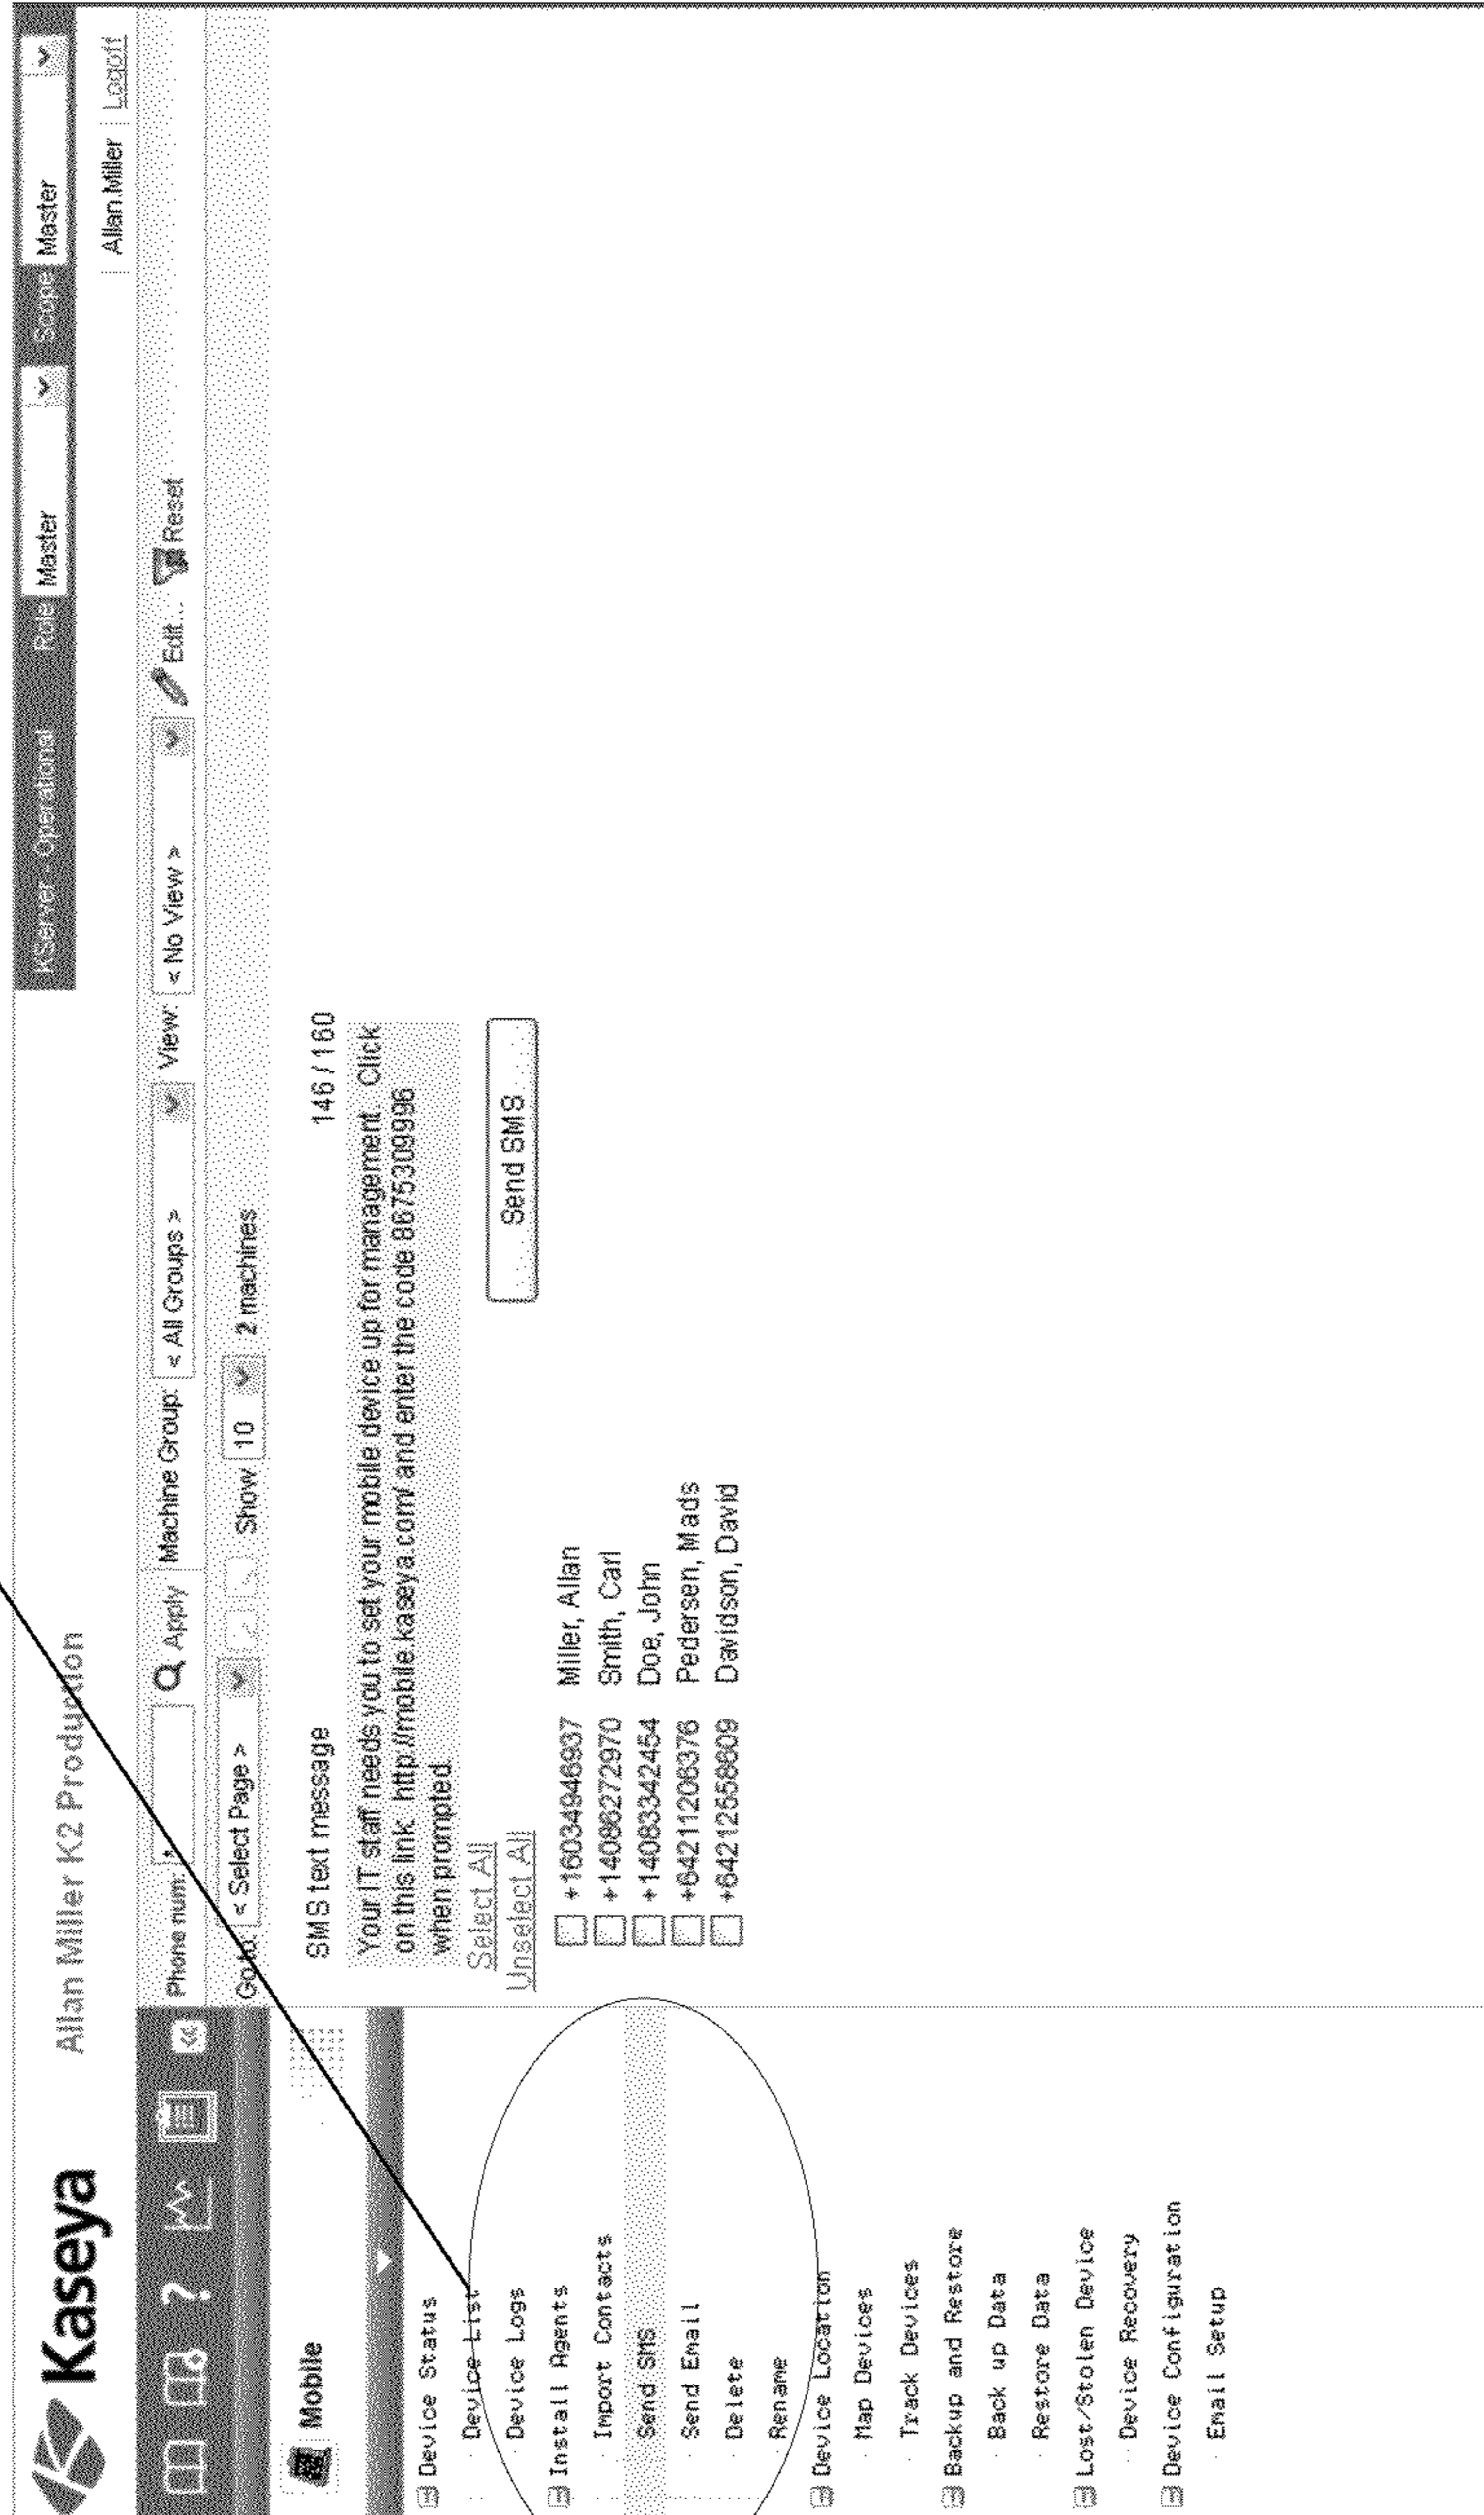 Kaseya
Allan Miller K2 Production
KServer - Operational Role Master Scope Master
Allan.Miller Logoff
Phone num: * Apply Machine Group: < All Groups > View: < No View > Edit... Reset
Go to: < Select Page > Show 10 2 machines
Mobile
Device Status
Device List
Device Logs
Install Agents
Import Contacts
Send SMS
Send Email
Delete
Rename
Device Location
Map Devices
Track Devices
Backup and Restore
Back up Data
Restore Data
Lost/Stolen Device
Device Recovery
Device Configuration
Email Setup
SMS text message 146 / 160
Your IT staff needs you to set your mobile device up for management. Click
on this link http://mobile.kaseya.com/ and enter the code 8675309996
when prompted.
Select All
Unselect All
Send SMS
+16034946937 Miller, Allan
+14086272970 Smith, Carl
+14083342454 Doe, John
+6421206376 Pedersen, Mads
+64212558609 Davidson, David